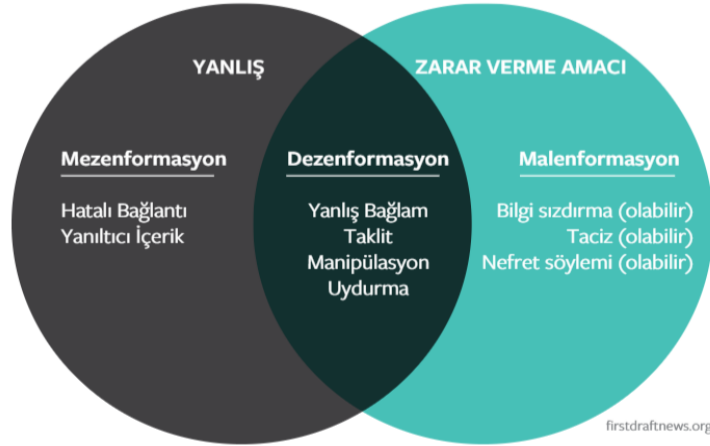 YANLIŞ
ZARAR VERME AMACI
Mezenformasyon
Hatalı Bağlantı
Yanıltıcı İçerik
Dezenformasyon
Yanlış Bağlam
Taklit
Manipülasyon
Uydurma
Malenformasyon
Bilgi sızdırma (olabilir)
Taciz (olabilir)
Nefret söylemi (olabilir)
firstdraftnews.org